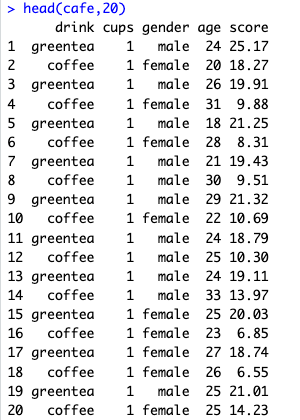 > head(cafe,20)
drink cups gender age score
1 greentea 1 male 24 25.17
2 coffee 1 female 20 18.27
3 greentea 1 male 26 19.91
4 coffee 1 female 31 9.88
5 greentea 1 male 18 21.25
6 coffee 1 female 28 8.31
7 greentea 1 male 21 19.43
8 coffee 1 male 30 9.51
9 greentea 1 male 29 21.32
10 coffee 1 female 22 10.69
11 greentea 1 male 24 18.79
12 coffee 1 male 25 10.30
13 greentea 1 male 24 19.11
14 coffee 1 male 33 13.97
15 greentea 1 female 25 20.03
16 coffee 1 female 23 6.85
17 greentea 1 female 27 18.74
18 coffee 1 female 26 6.55
19 greentea 1 male 25 21.01
20 coffee 1 female 25 14.23